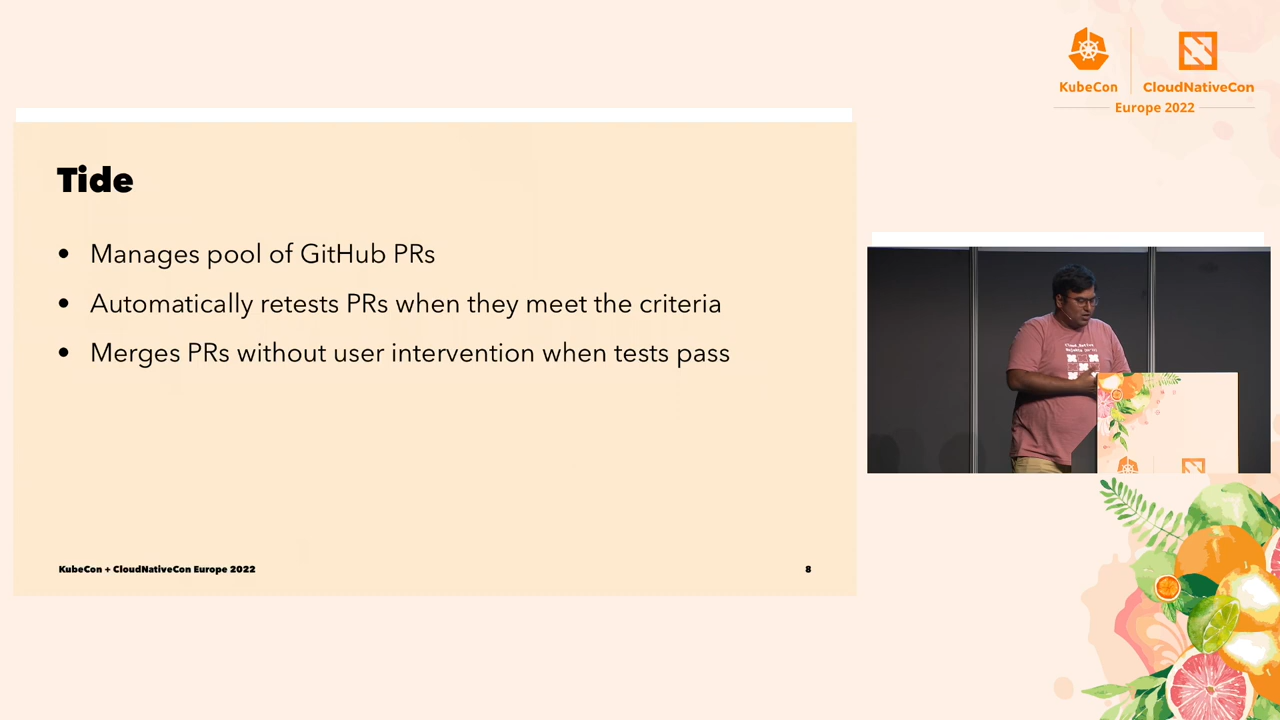 KubeCon
CloudNativeCon
Europe 2022
Tide
• Manages pool of GitHub PRs
• Automatically retests PRs when they meet the criteria
• Merges PRs without user intervention when tests pass
KubeCon + CloudNativeCon Europe 2022
8